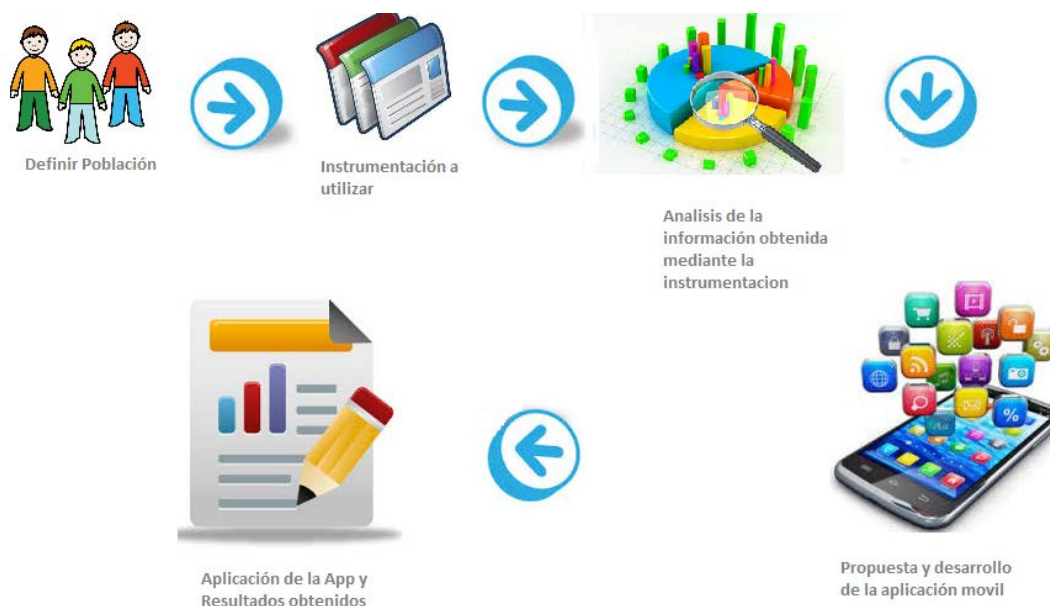 Definir Población
Instrumentación a
utilizar
Analisis de la
información obtenida
mediante la
instrumentacion
Propuesta y desarrollo
de la aplicación movil
Aplicación de la App y
Resultados obtenidos